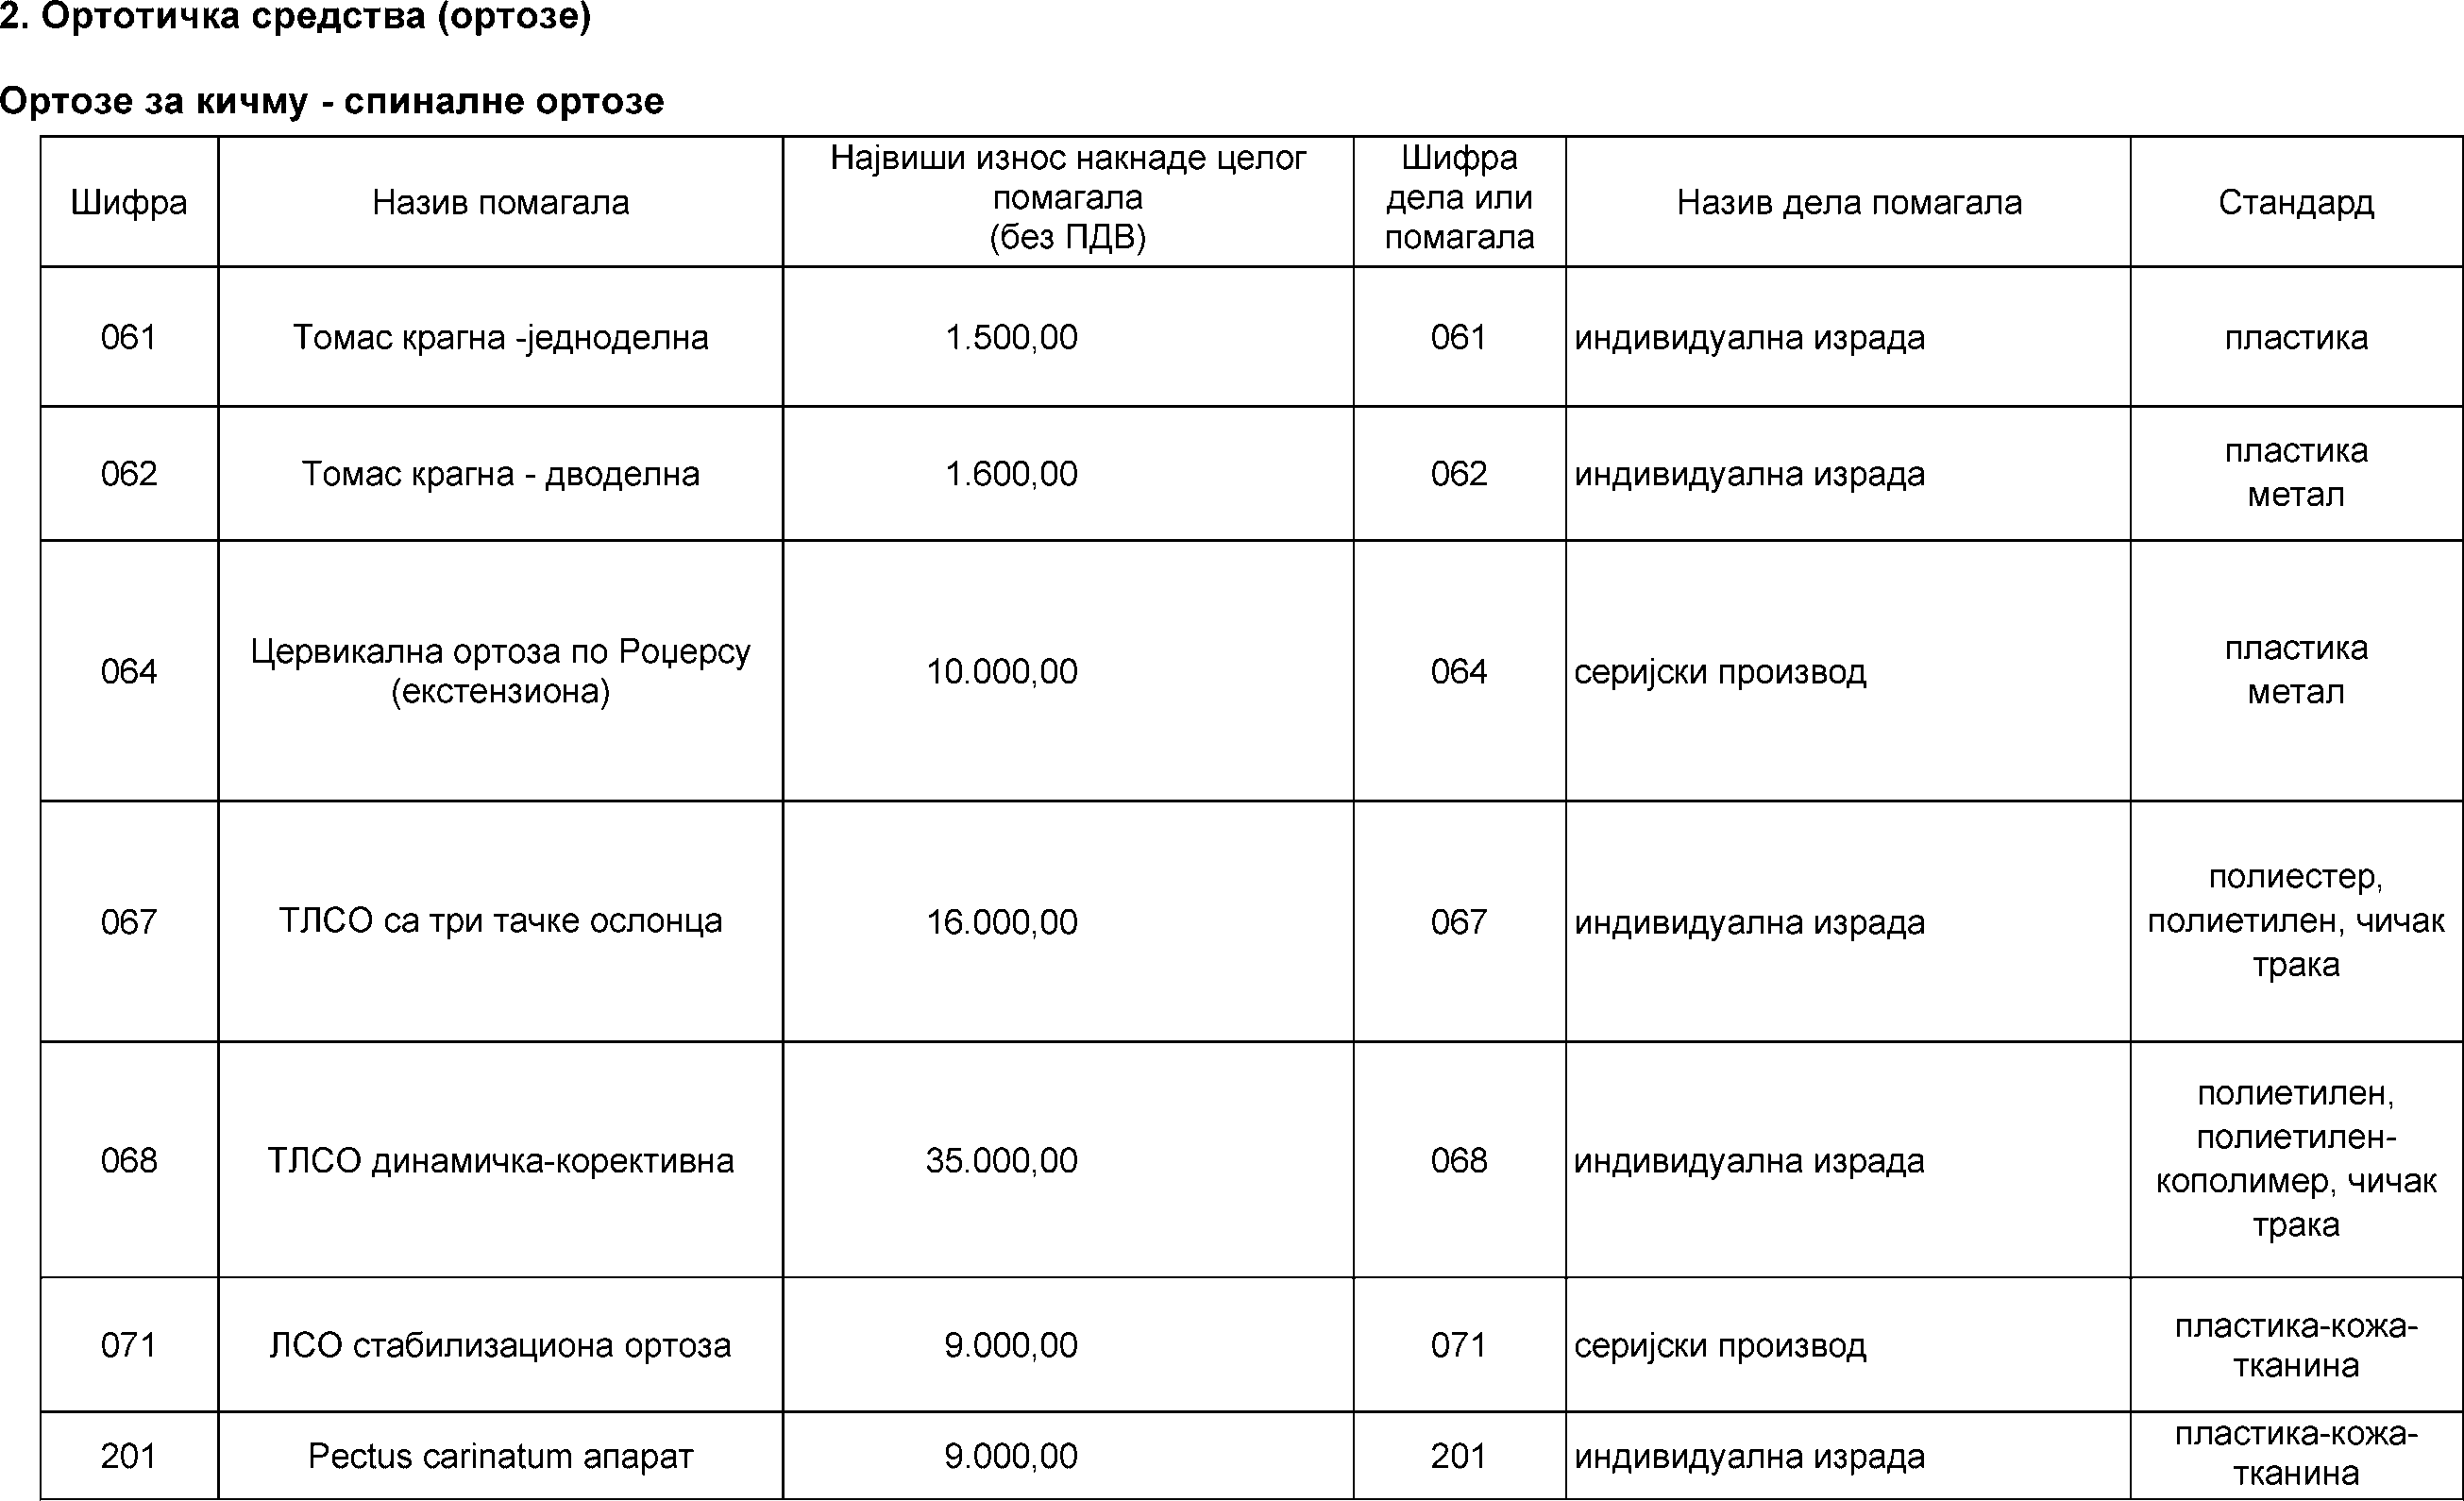 2. Ортотичка средства (ортозе)
Ортозе за кичму - спиналне ортозе
Шифра
Назив помагала
Највиши износ накнаде целог
помагала
(без ПДВ)
Шифра
дела или
помагала
Назив дела помагала
Стандард
061
Томас крагна -једноделна
1.500,00
061
индивидуална израда
пластика
062
Томас крагна - дводелна
1.600,00
062
индивидуална израда
пластика
метал
064
Цервикална ортоза по Роџерсу
(екстензиона)
10.000,00
064
серијски производ
пластика
метал
067
ТЛСО са три тачке ослонца
16.000,00
067
индивидуална израда
полиестер,
полиетилен, чичак
трака
068
ТЛСО динамичка-корективна
35.000,00
068
индивидуална израда
полиетилен,
полиетилен-
кополимер, чичак
трака
071
ЛСО стабилизациона ортоза
9.000,00
071
серијски производ
пластика-кожа-
тканина
201
Pectus carinatum апарат
9.000,00
201
индивидуална израда
пластика-кожа-
тканина